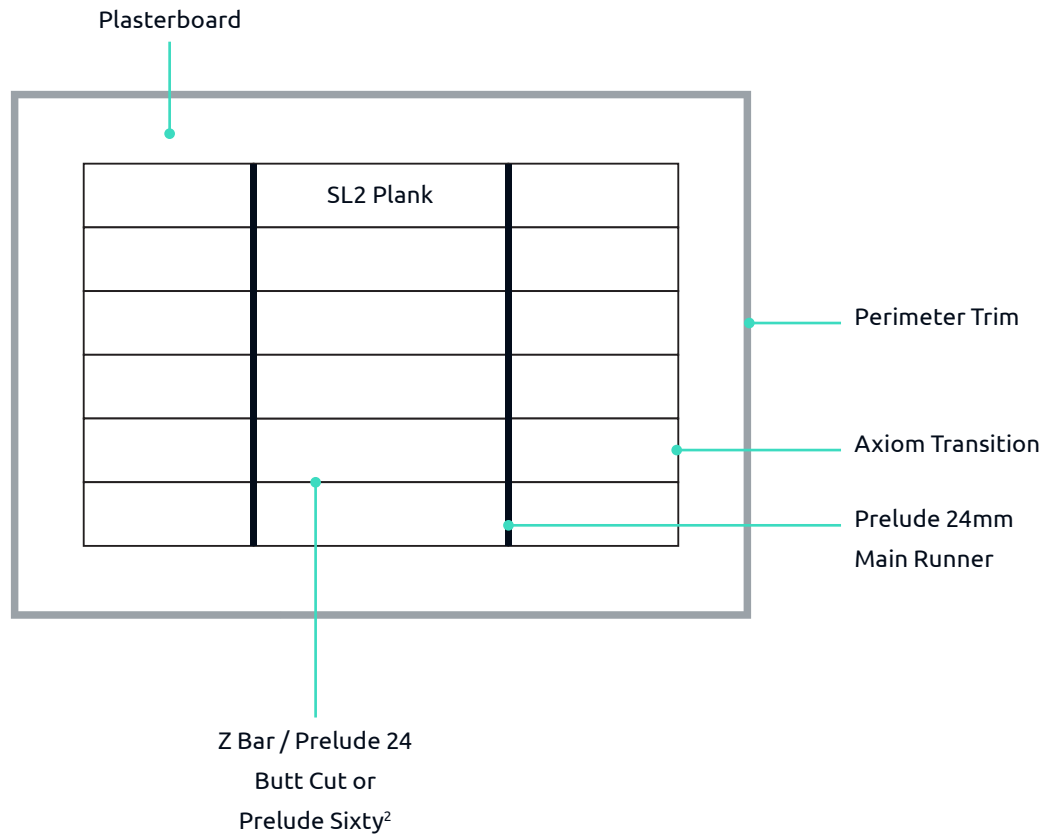 Plasterboard
SL2 Plank
Perimeter Trim
Axiom Transition
Prelude 24mm
Main Runner
Z Bar / Prelude 24
Butt Cut or
Prelude Sixty²